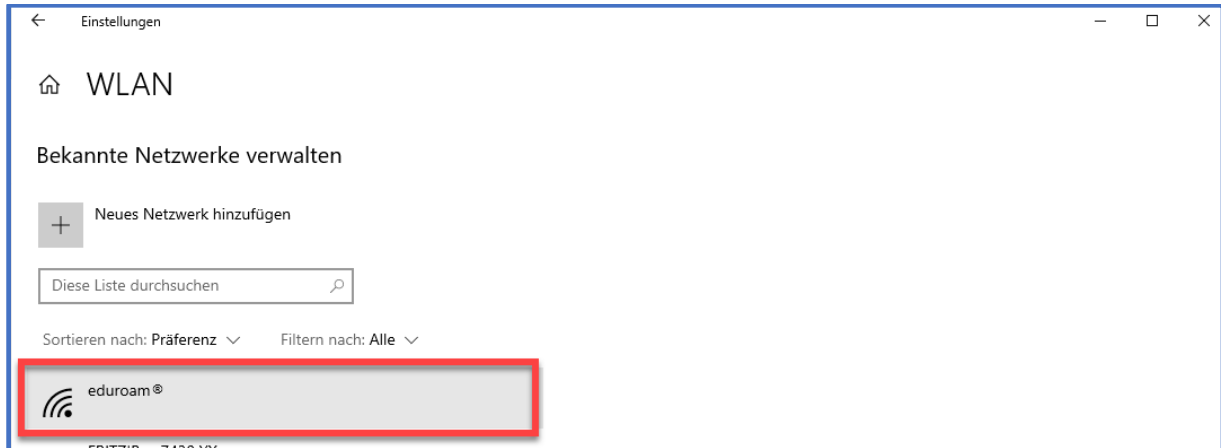 Einstellungen
WLAN
Bekannte Netzwerke verwalten
Neues Netzwerk hinzufügen
Diese Liste durchsuchen
Sortieren nach: Präferenz Filtern nach: Alle
eduroam®